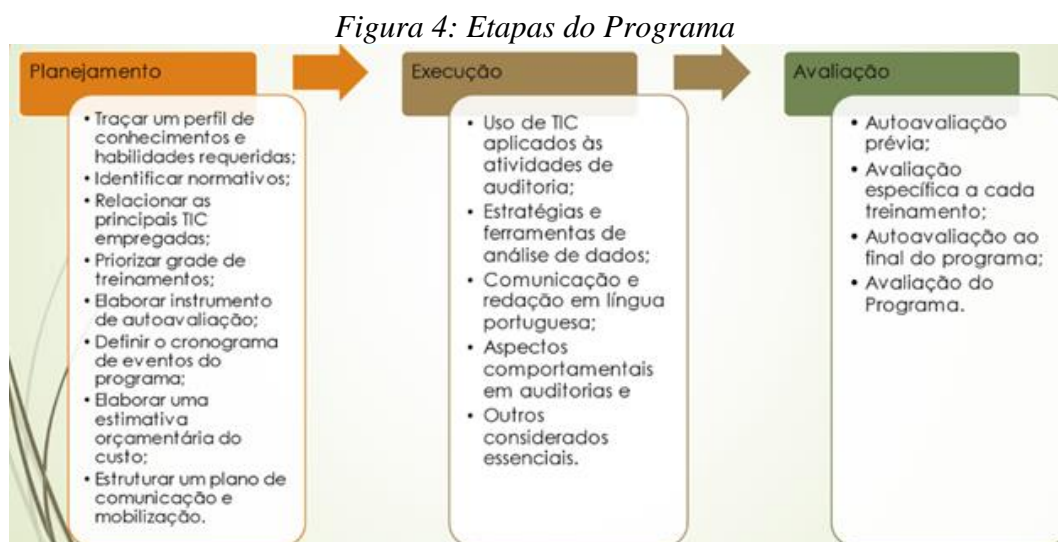 Figura 4: Etapas do Programa
Planejamento
• Traçar um perfil de
conhecimentos e
habilidades requeridas;
• Identificar normativos;
• Relacionar as
principais TIC
empregadas;
• Priorizar grade de
treinamentos;
• Elaborar instrumento
de autoavaliação;
• Definir o cronograma
de eventos do
programa;
• Elaborar uma
estimativa
orçamentária do
custo;
• Estruturar um plano de
comunicação e
mobilização.
Execução
• Uso de TIC
aplicados às
atividades de
auditoria;
• Estratégias e
ferramentas de
análise de dados;
• Comunicação e
redação em língua
portuguesa;
• Aspectos
comportamentais
em auditorias e
• Outros
considerados
essenciais.
Avaliação
• Autoavaliação
prévia;
• Avaliação
específica a cada
treinamento;
• Autoavaliação ao
final do programa;
• Avaliação do
Programa.